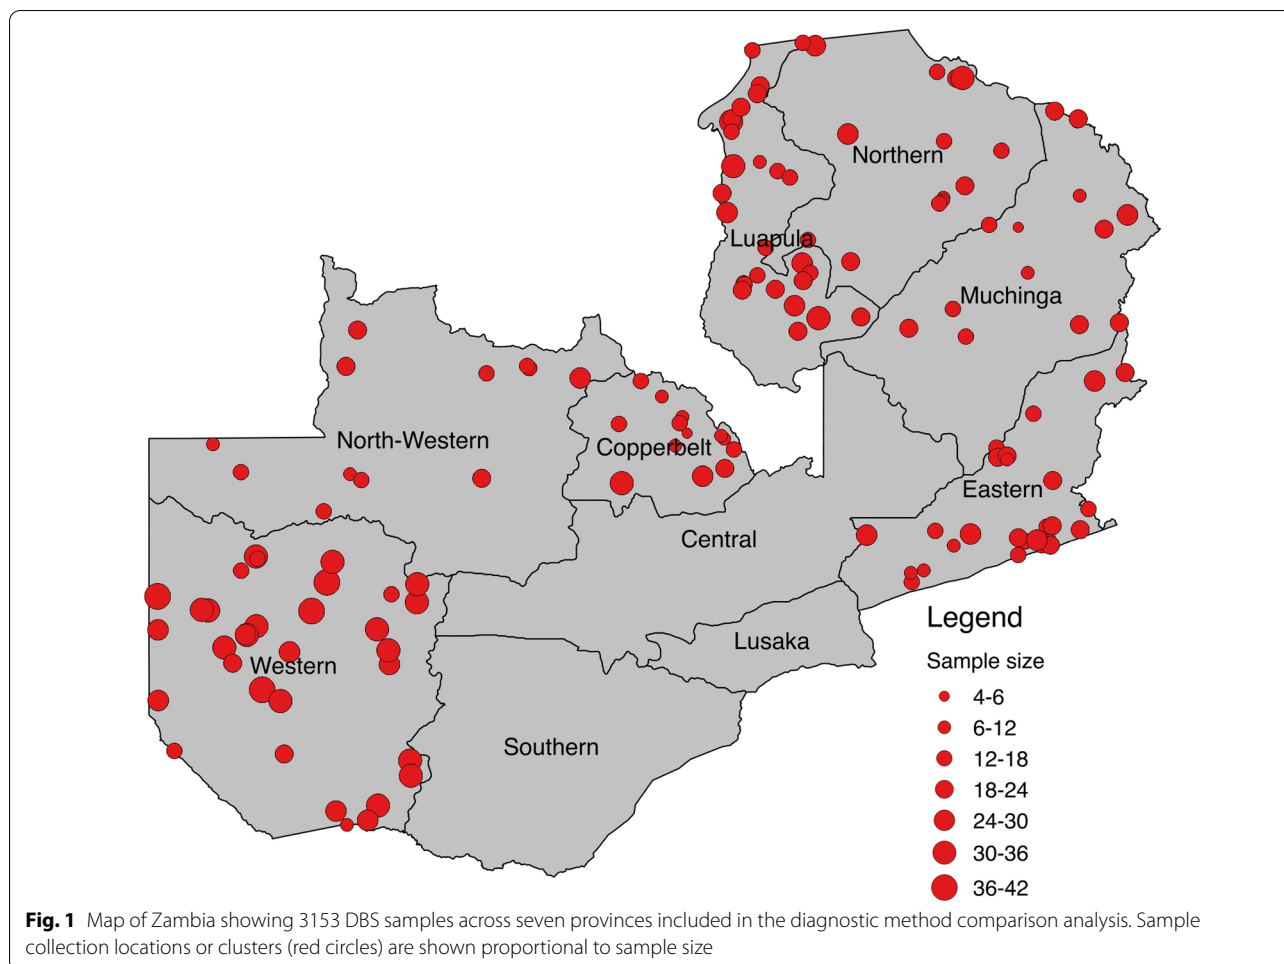 Northern
Luapula
Muchinga
North-Western
Copperbelt
Eastern
Central
Lusaka
Western
Southern
Legend
Sample size
4-6
6-12
12-18
18-24
24-30
30-36
36-42
Fig. 1 Map of Zambia showing 3153 DBS samples across seven provinces included in the diagnostic method comparison analysis. Sample
collection locations or clusters (red circles) are shown proportional to sample size